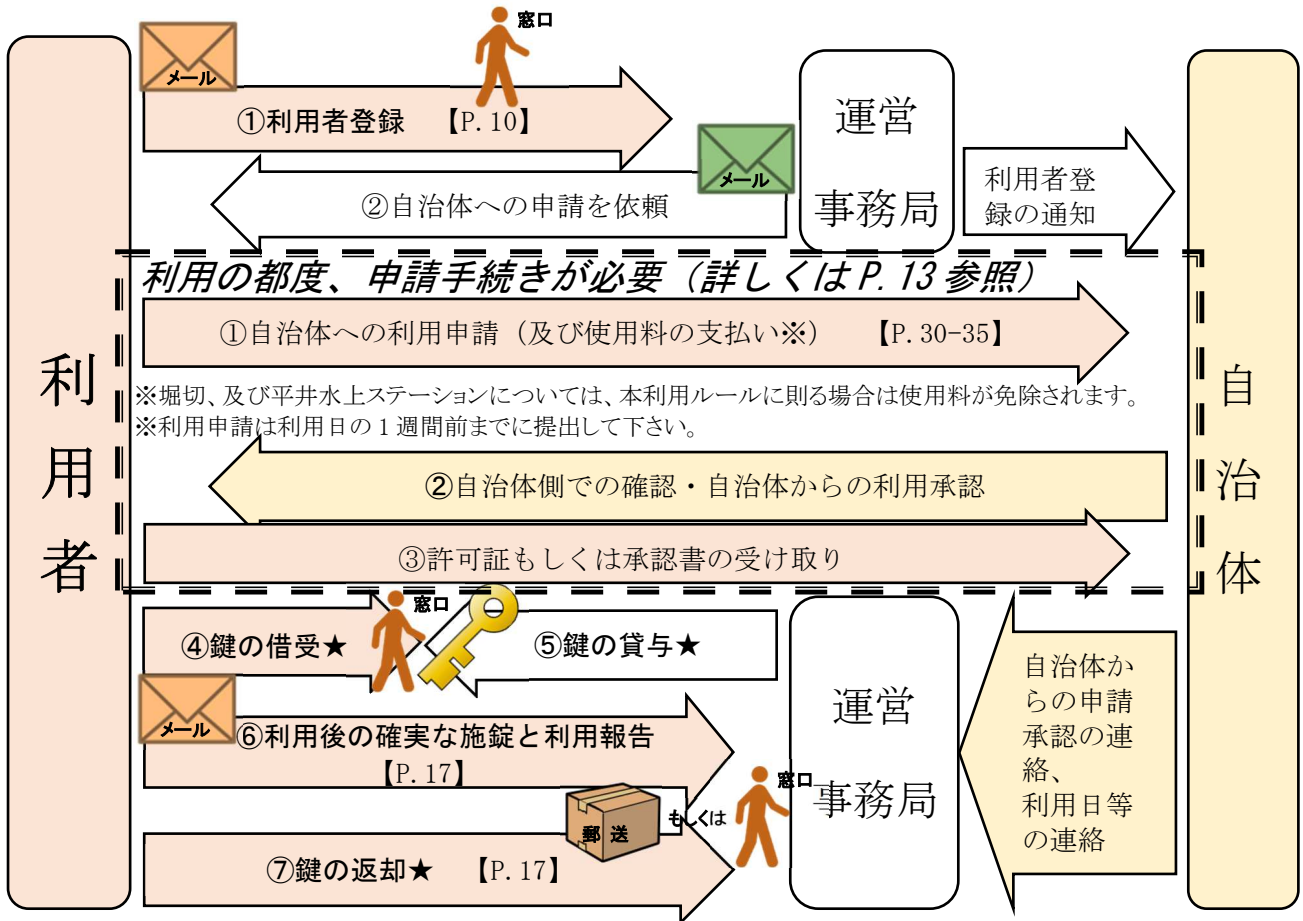 窓口
メール
①利用者登録 【P.10】
メール
②自治体への申請を依頼
運営
事務局
利用者登
録の通知
利用の都度、申請手続きが必要（詳しくはP.13参照）
①自治体への利用申請（及び使用料の支払い※） 【P.30-35】
※堀切、及び平井水上ステーションについては、本利用ルールに則る場合は使用料が免除されます。
※利用申請は利用日の1週間前までに提出して下さい。
②自治体側での確認・自治体からの利用承認
③許可証もしくは承認書の受け取り
利用者
自治体
④鍵の借受★
窓口
⑤鍵の貸与★
メール
⑥利用後の確実な施錠と利用報告
【P.17】
郵送
もしくは
窓口
⑦鍵の返却★ 【P.17】
運営
事務局
自治体か
らの申請
承認の連
絡、
利用日等
の連絡